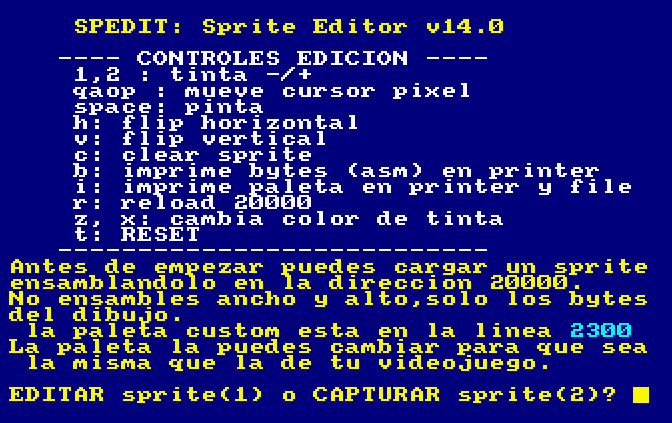 SPEDIT: Sprite Editor v14.0
---- CONTROLES EDICION ----
1,2 : tinta -/+
qaop : mueve cursor pixel
space: pinta
h: flip horizontal
v: flip vertical
c: clear sprite
b: imprime bytes (asm) en printer
i: imprime paleta en printer y file
r: reload 20000
z, x: cambia color de tinta
t: RESET
---------------------------
Antes de empezar puedes cargar un sprite
ensamblandolo en la direccion 20000.
No ensambles ancho y alto,solo los bytes
del dibujo.
la paleta custom esta en la linea 2300
La paleta la puedes cambiar para que sea
la misma que la de tu videojuego.
EDITAR sprite(1) o CAPTURAR sprite(2)?